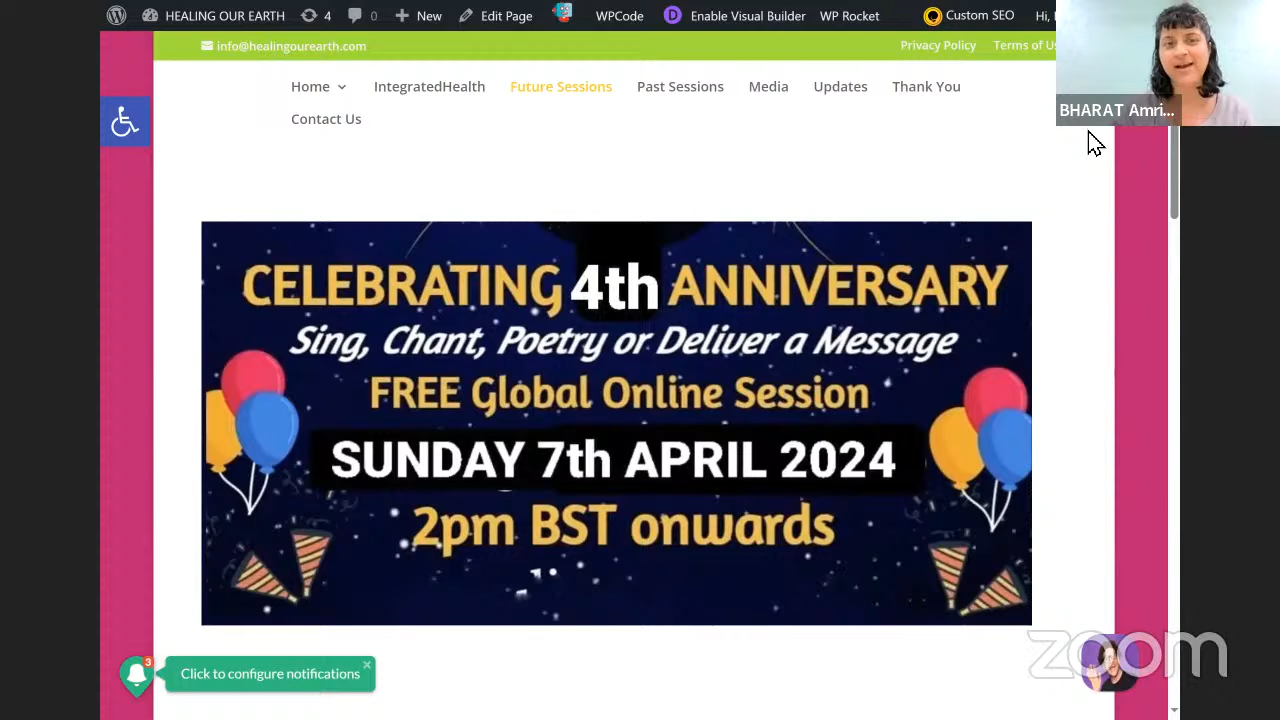 HEALING OUR EARTH 4 0 New Edit Page WPCode Enable Visual Builder WP Rocket Custom SEO Hi,
info@healingourearth.com Privacy Policy Terms of Us
Home IntegratedHealth Future Sessions Past Sessions Media Updates Thank You
Contact Us
BHARAT Amri...
CELEBRATING 4th ANNIVERSARY
Sing, Chant, Poetry or Deliver a Message
FREE Global Online Session
SUNDAY 7th APRIL 2024
2pm BST onwards
3
Click to configure notifications ×
zoom